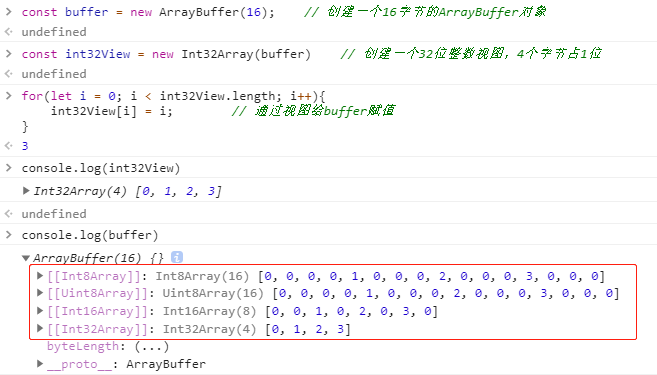 const buffer = new ArrayBuffer(16);    // 创建一个16字节的ArrayBuffer对象
undefined
const int32View = new Int32Array(buffer)    // 创建一个32位整数视图，4个字节占1位
undefined
for(let i = 0; i < int32View.length; i++){
    int32View[i] = i;        // 通过视图给buffer赋值
}
3
console.log(int32View)
Int32Array(4) [0, 1, 2, 3]
undefined
console.log(buffer)
ArrayBuffer(16) {} i
[[Int8Array]]: Int8Array(16) [0, 0, 0, 0, 1, 0, 0, 0, 2, 0, 0, 0, 3, 0, 0, 0]
[[Uint8Array]]: Uint8Array(16) [0, 0, 0, 0, 1, 0, 0, 0, 2, 0, 0, 0, 3, 0, 0, 0]
[[Int16Array]]: Int16Array(8) [0, 0, 1, 0, 2, 0, 3, 0]
[[Int32Array]]: Int32Array(4) [0, 1, 2, 3]
byteLength: (...)
__proto__: ArrayBuffer